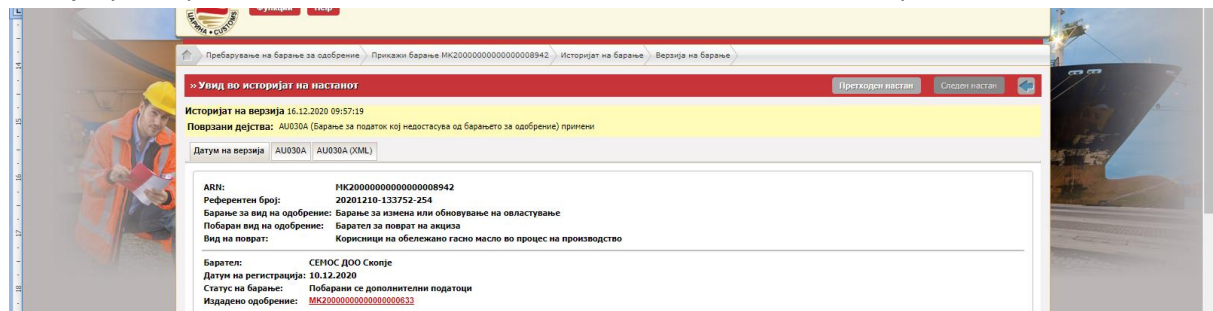 ЦАРИНА • CUSTOMS
Функции Help
Пребарување на барање за одобрение Прикажи барање MK20000000000000008942 Историјат на барање Верзија на барање
» Увид во историјат на настанот Претходен настан Следен настан
Историјат на верзија 16.12.2020 09:57:19
Поврзани дејства: AU030A (Барање за податок кој недостасува од барањето за одобрение) примени
Датум на верзија AU030A AU030A (XML)
ARN: MK20000000000000008942
Референтен број: 20201210-133752-254
Барање за вид на одобрение: Барање за измена или обновување на овластување
Побаран вид на одобрение: Барател за поврат на акциза
Вид на поврат: Корисници на обележано гасно масло во процес на производство
Барател: СЕМОС ДОО Скопје
Датум на регистрација: 10.12.2020
Статус на барање: Побарани се дополнителни податоци
Издадено одобрение: MK20000000000000000633